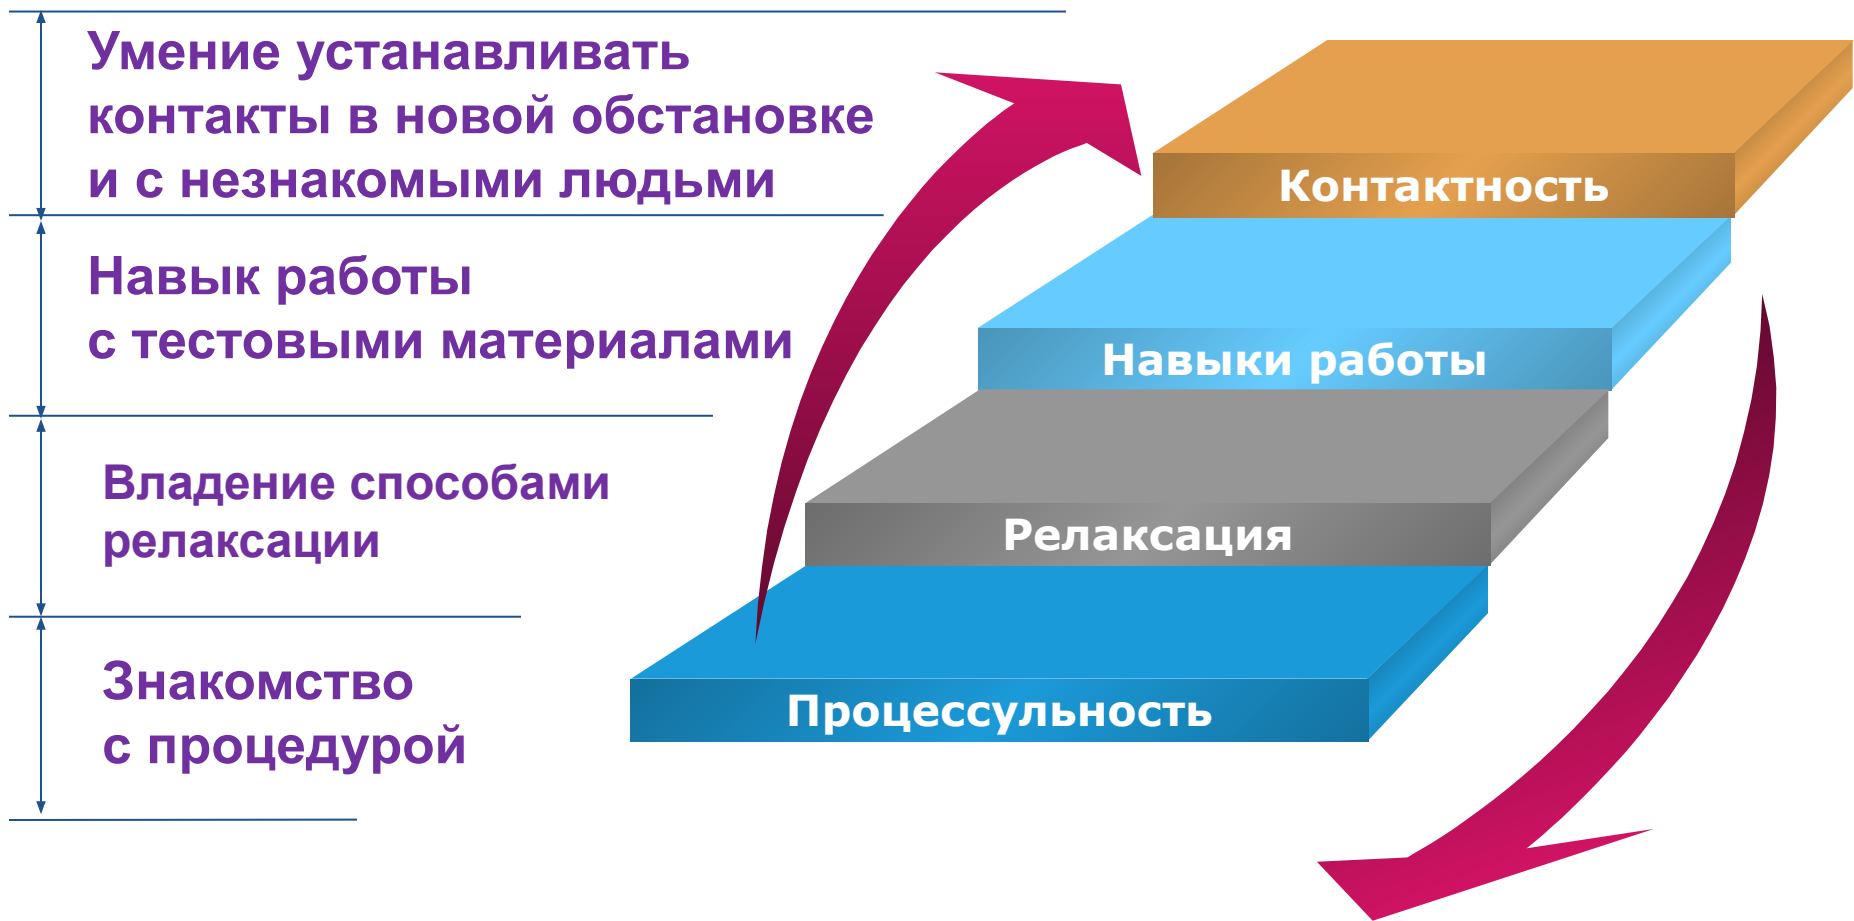 Умение устанавливать
контакты в новой обстановке
и с незнакомыми людьми
Контактность
Навык работы
с тестовыми материалами
Навыки работы
Владение способами
релаксации
Релаксация
Знакомство
с процедурой
Процессульность